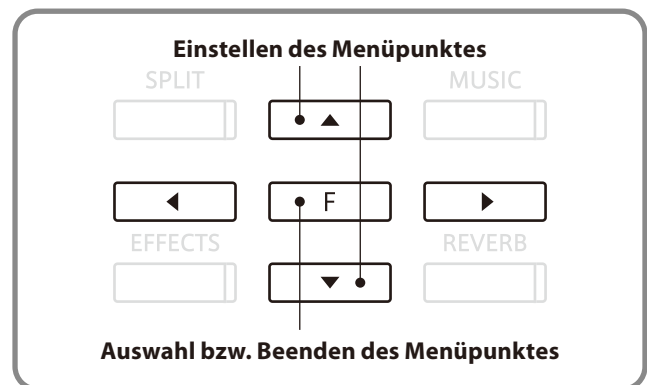 Einstellen des Menüpunktes
SPLIT MUSIC
▲
◀ F ▶
EFFECTS REVERB
▼
Auswahl bzw. Beenden des Menüpunktes